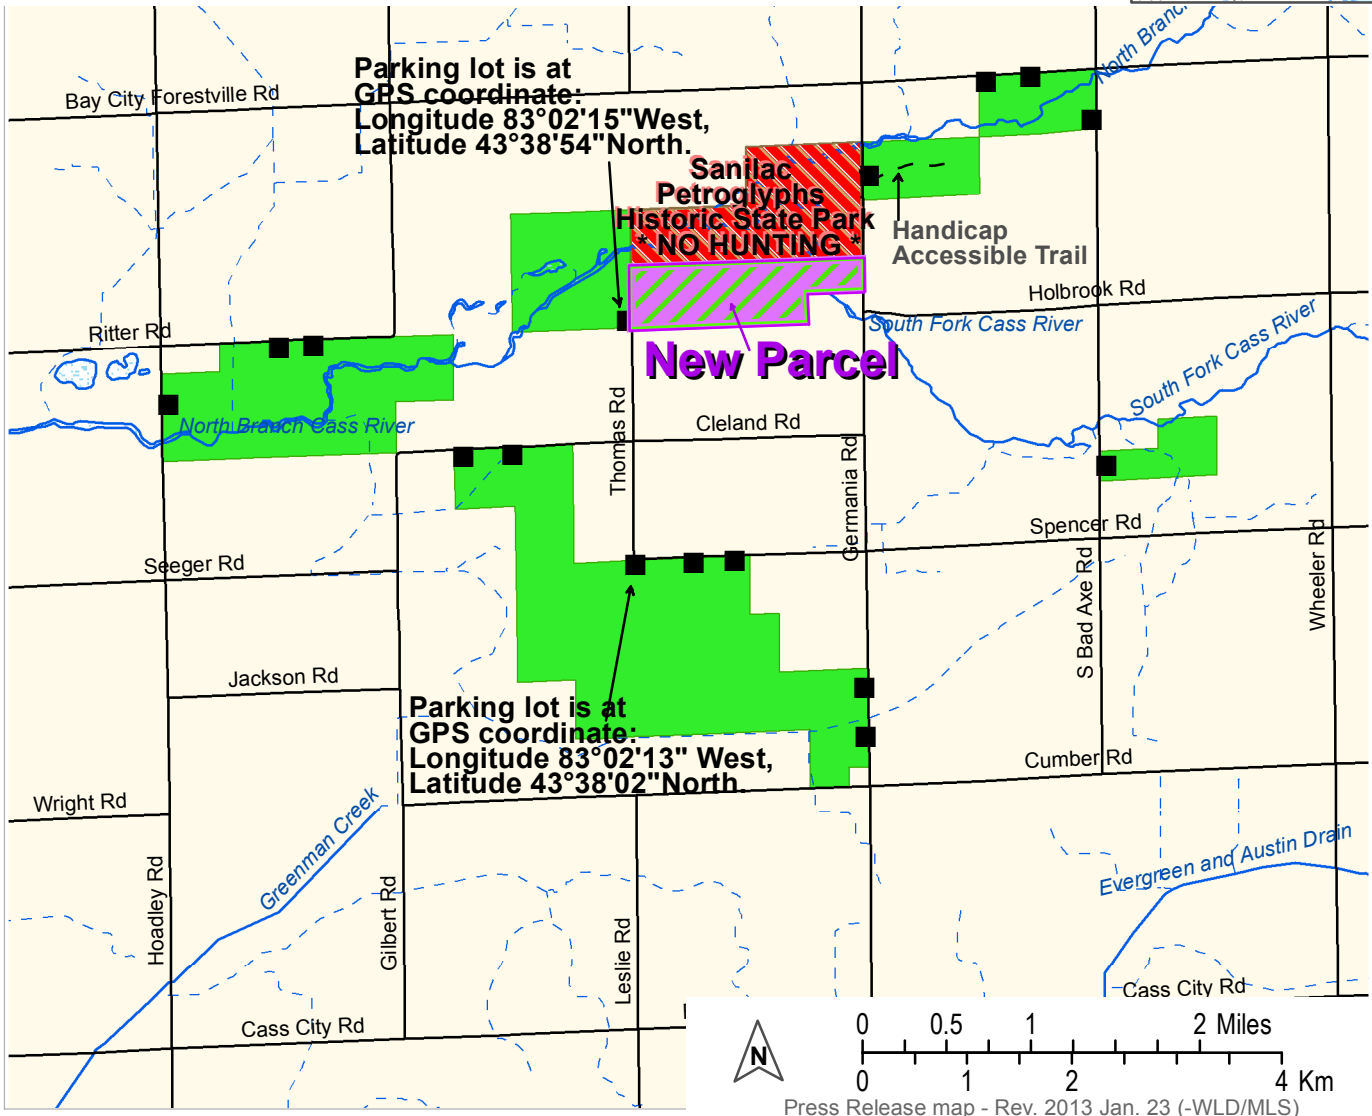 North Branc
Parking lot is at
GPS coordinate:
Longitude 83°02'15"West,
Latitude 43°38'54"North.
Bay City Forestville Rd
Sanilac
Petroglyphs
Historic State Park
* NO HUNTING *
Handicap
Accessible Trail
Holbrook Rd
Ritter Rd
South Fork Cass River
South Fork Cass River
New Parcel
North Branch Cass River
Thomas Rd
Cleland Rd
Germania Rd
Spencer Rd
Seeger Rd
S Bad Axe Rd
Wheeler Rd
Jackson Rd
Parking lot is at
GPS coordinate:
Longitude 83°02'13" West,
Latitude 43°38'02"North.
Cumber Rd
Wright Rd
Greenman Creek
Evergreen and Austin Drain
Hoadley Rd
Gilbert Rd
Leslie Rd
Cass City Rd
Cass City Rd
N
0 0.5 1 2 Miles
0 1 2 4 Km
Press Release map - Rev. 2013 Jan. 23 (-WLD/MLS)